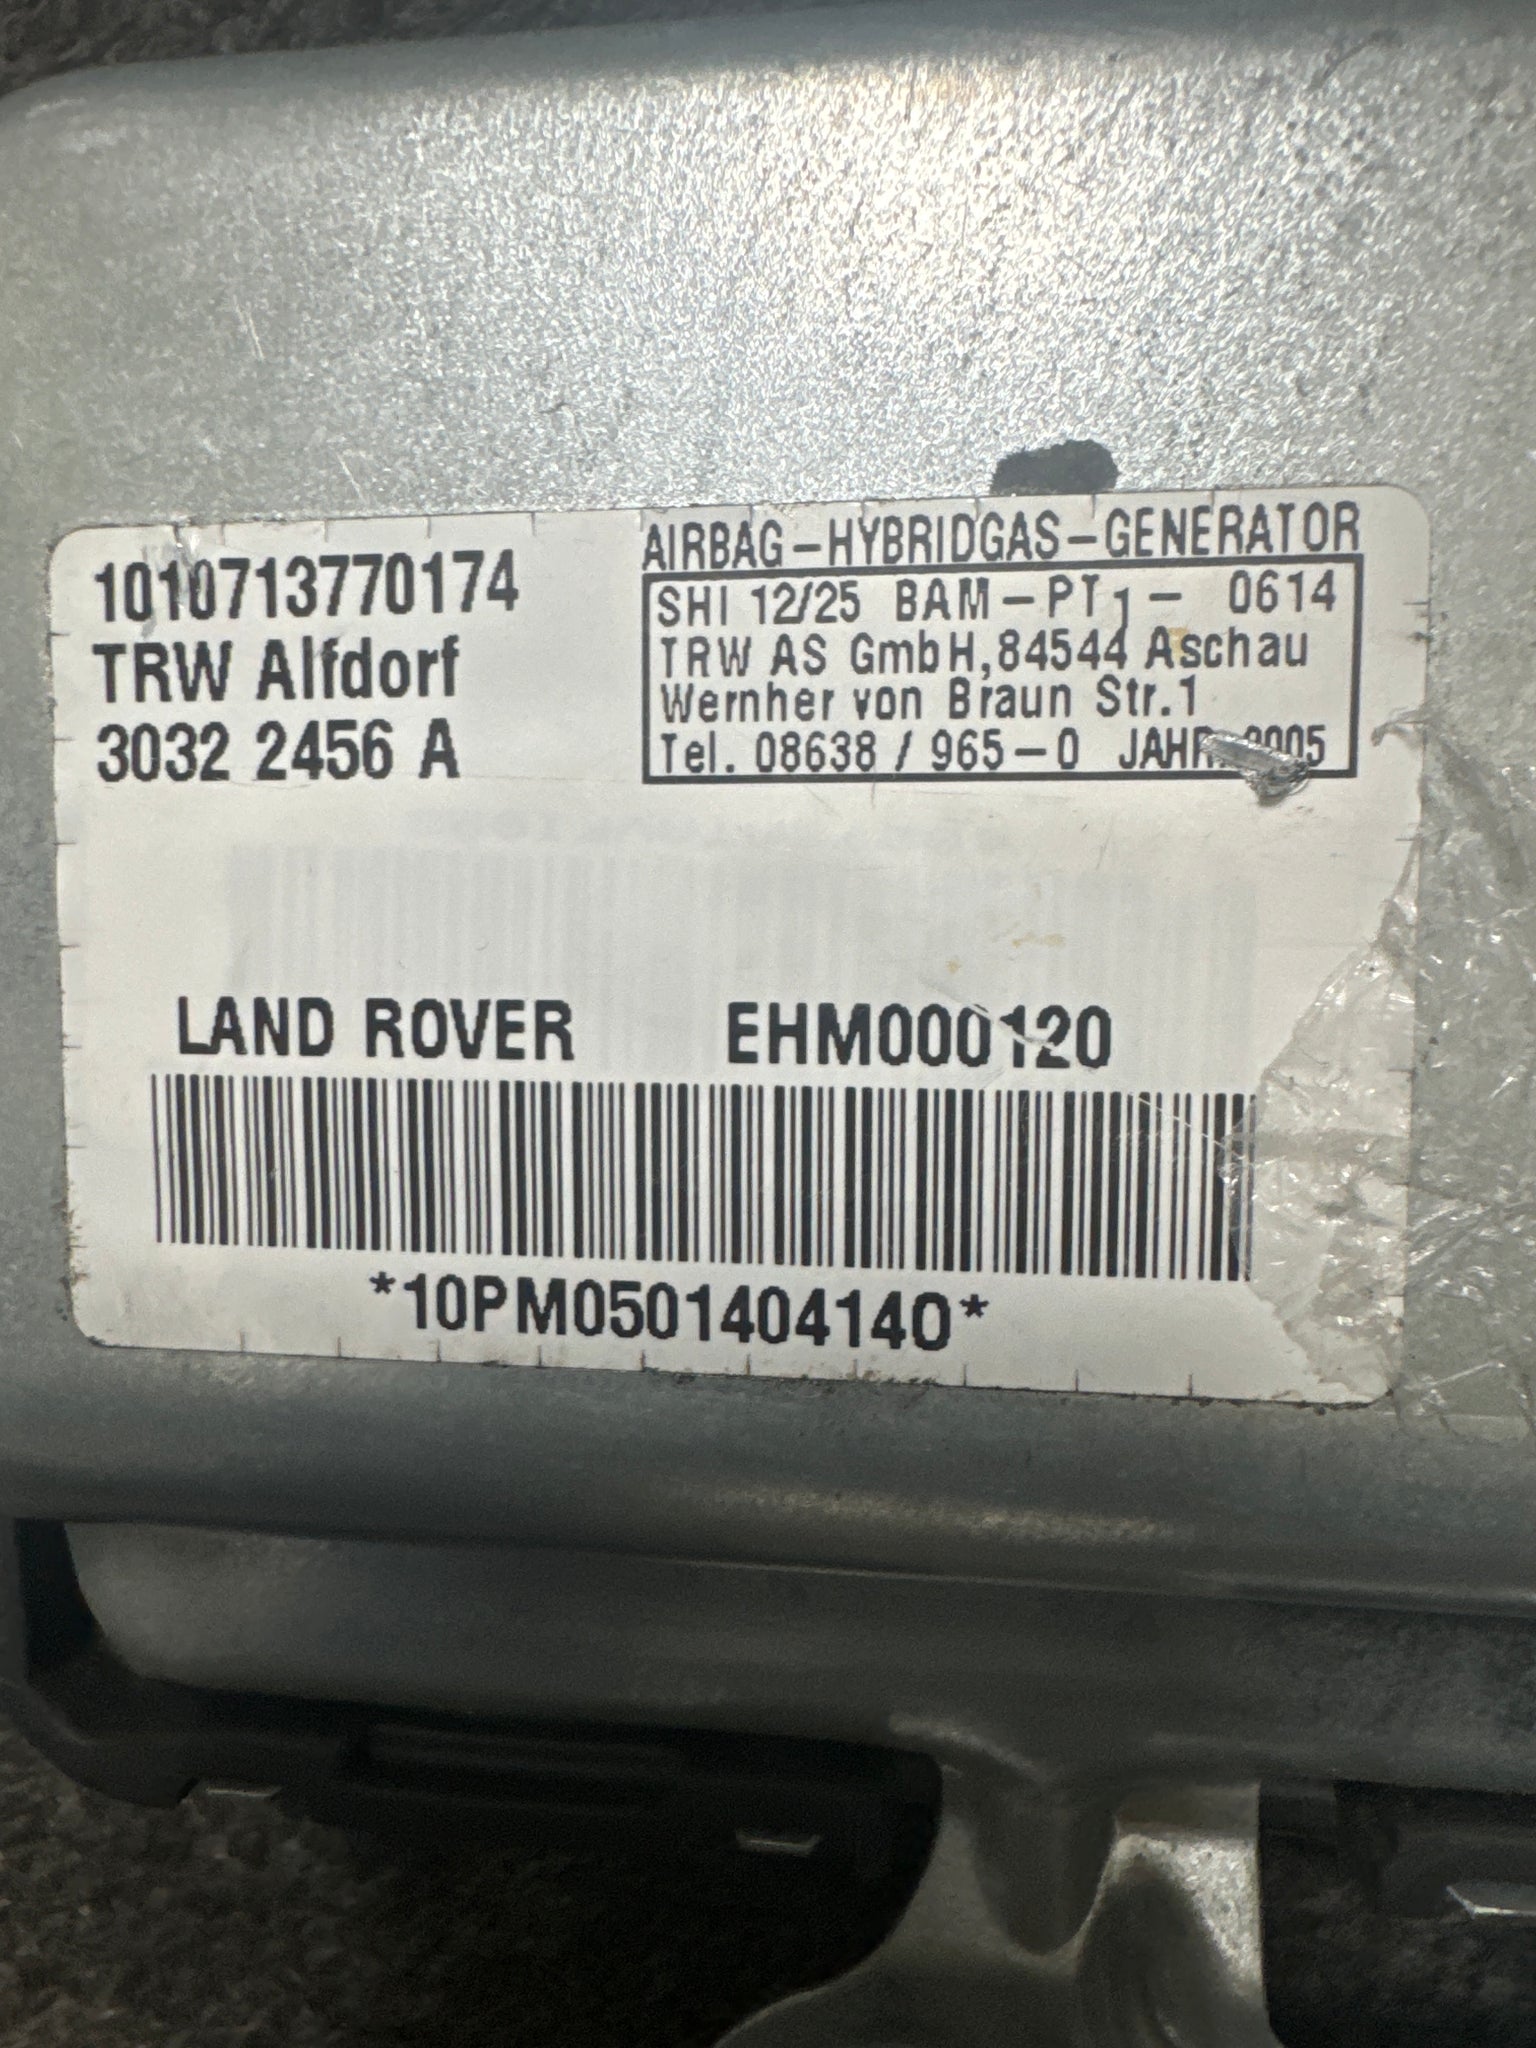 1010713770174
TRW Alfdorf
3032 2456 A
AIRBAG-HYBRIDGAS-GENERATOR
SHI 12/25 BAM-PT1- 0614
TRW AS GmbH,84544 Aschau
Wernher von Braun Str.1
Tel. 08638 / 965-0 JAHR
LAND ROVER EHM000120
*10PM0501404140*